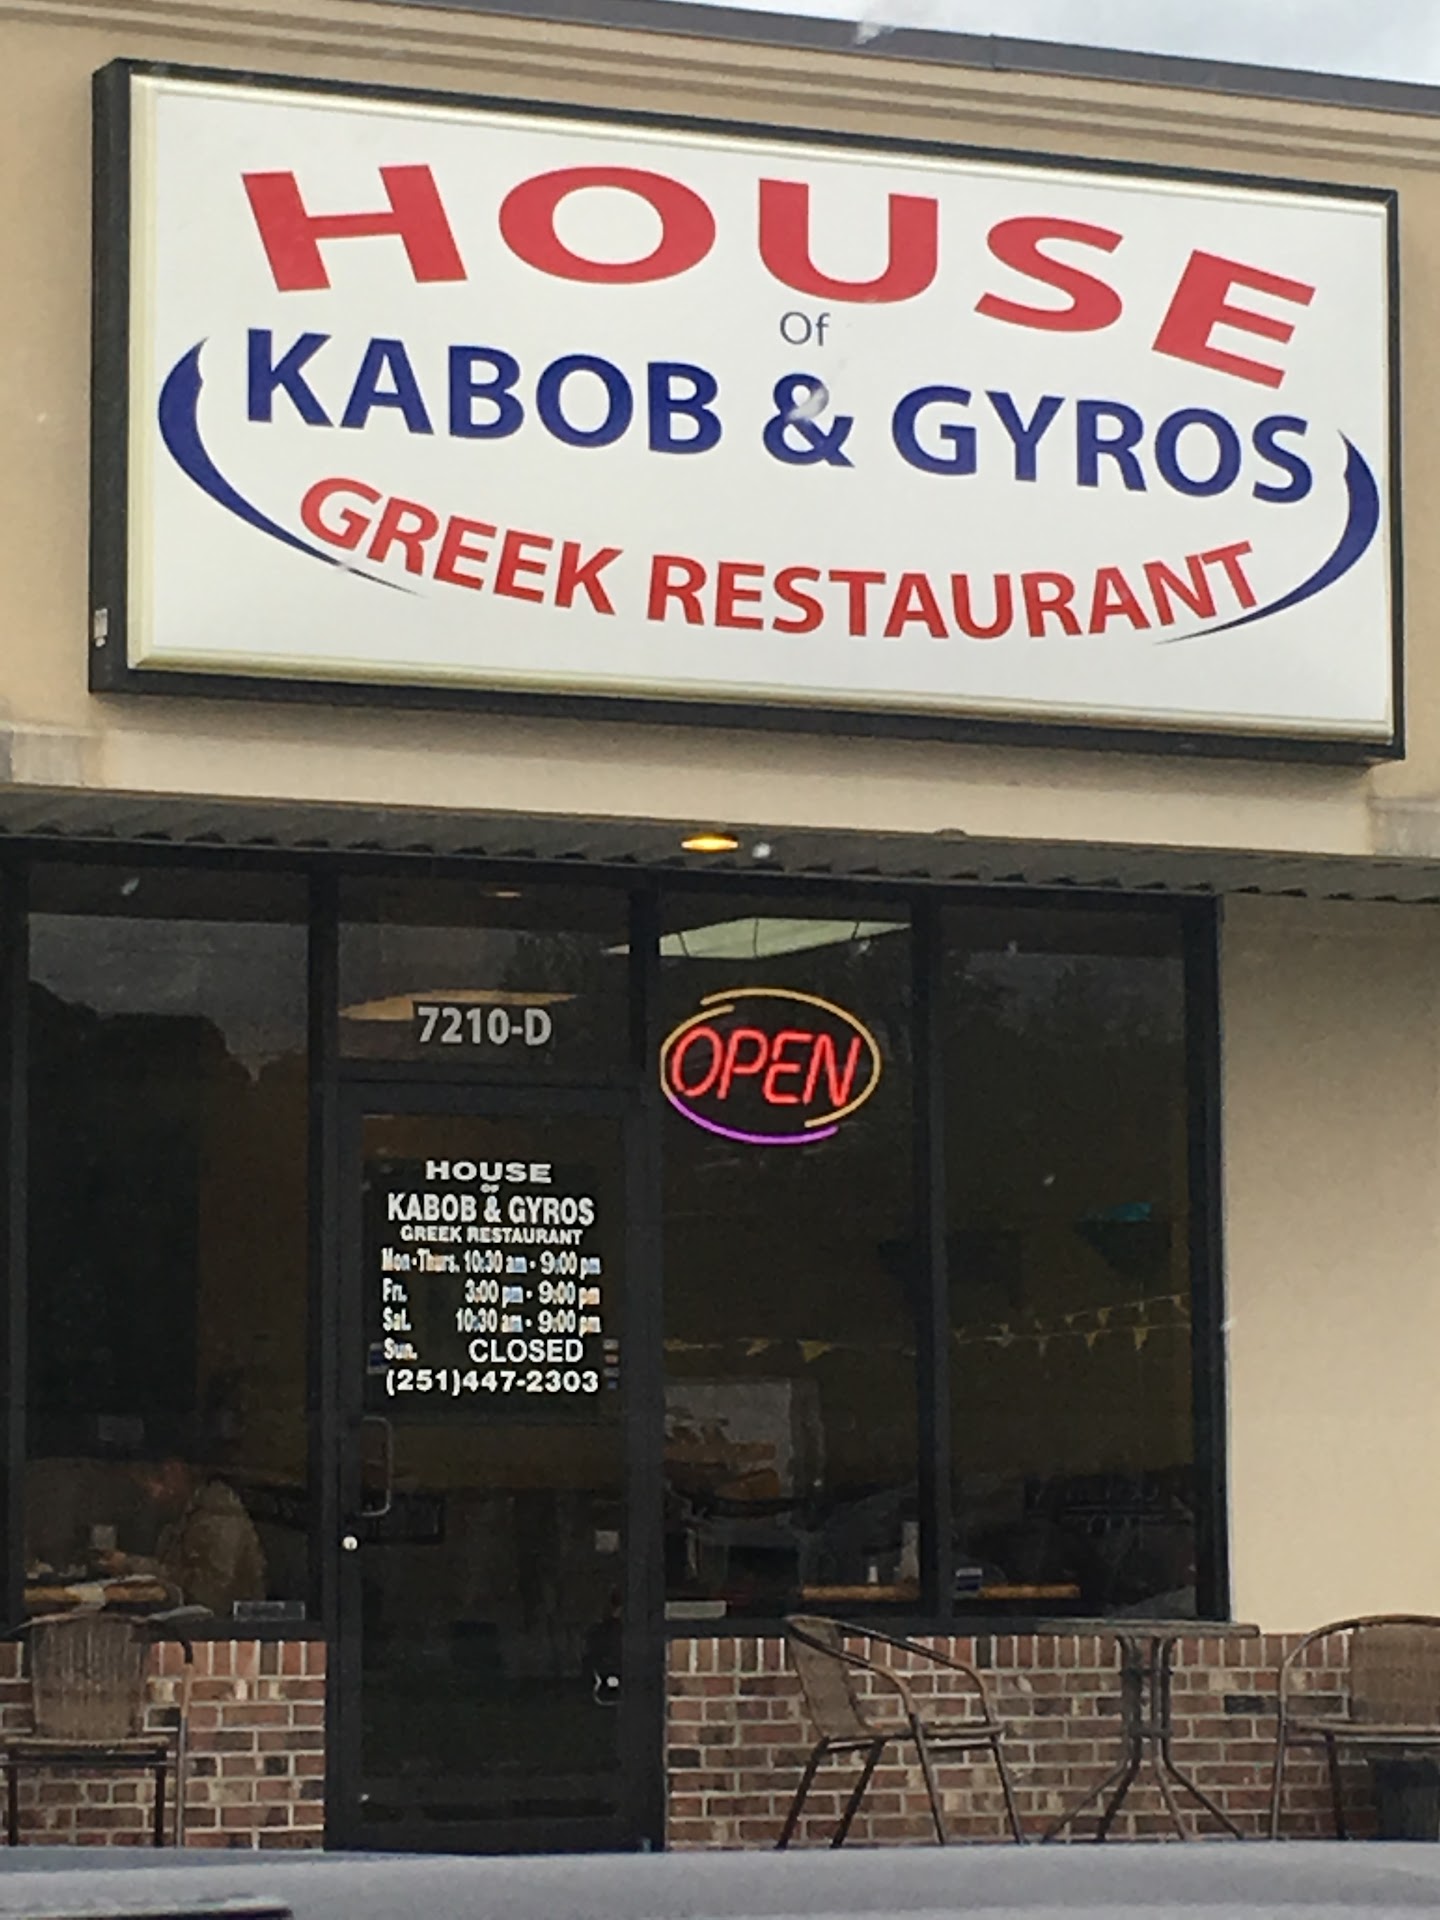 HOUSE
Of
KABOB & GYROS
GREEK RESTAURANT
7210-D
OPEN
HOUSE
OF
KABOB & GYROS
GREEK RESTAURANT
Mon-Thurs. 10:30 am - 9:00 pm
Fri. 3:00 pm - 9:00 pm
Sat. 10:30 am - 9:00 pm
Sun. CLOSED
(251)447-2303